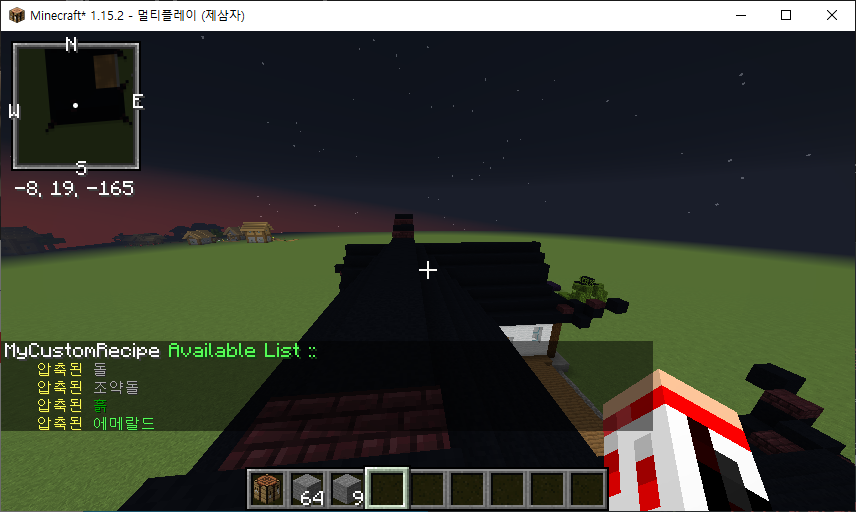 Minecraft* 1.15.2 - 멀티플레이 (제삼자)
N
W E
S
-8, 19, -165
MyCustomRecipe Available List ::
압축된 돌
압축된 조약돌
압축된 흙
압축된 에메랄드
64 9